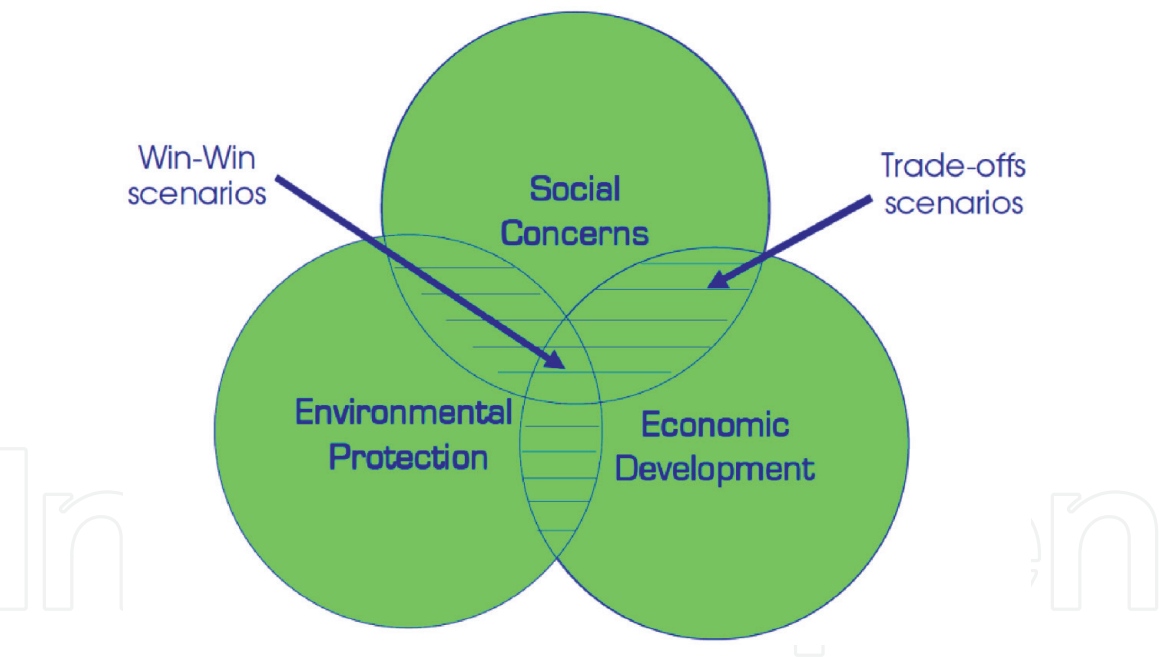 Win-Win
scenarios
Social
Concerns
Trade-offs
scenarios
Environmental
Protection
Economic
Development